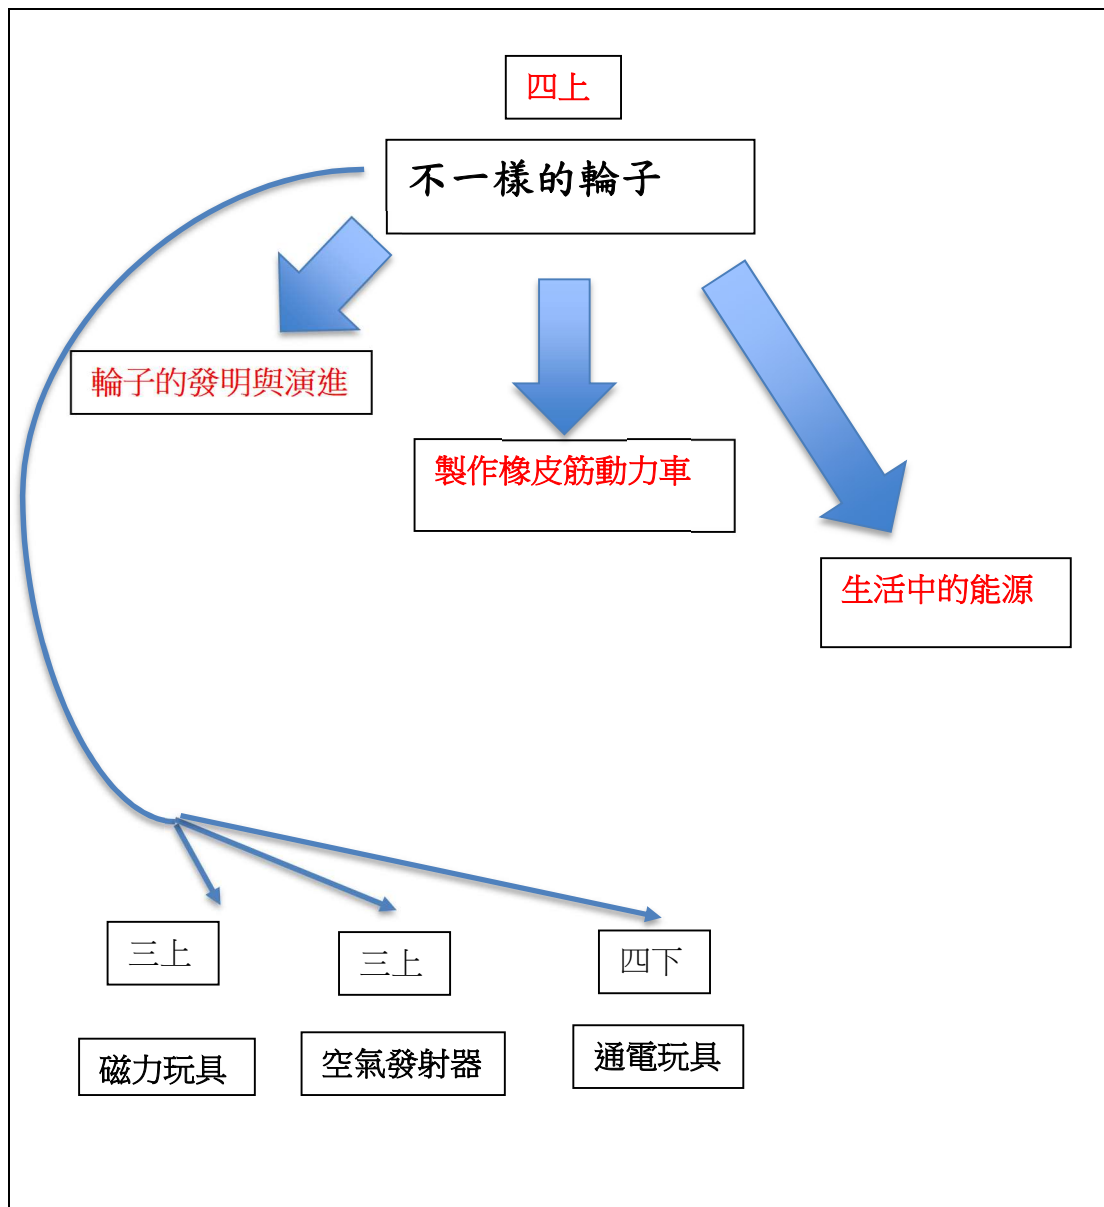 四上
不一樣的輪子
輪子的發明與演進
製作橡皮筋動力車
生活中的能源
三上
三上
四下
磁力玩具
空氣發射器
通電玩具